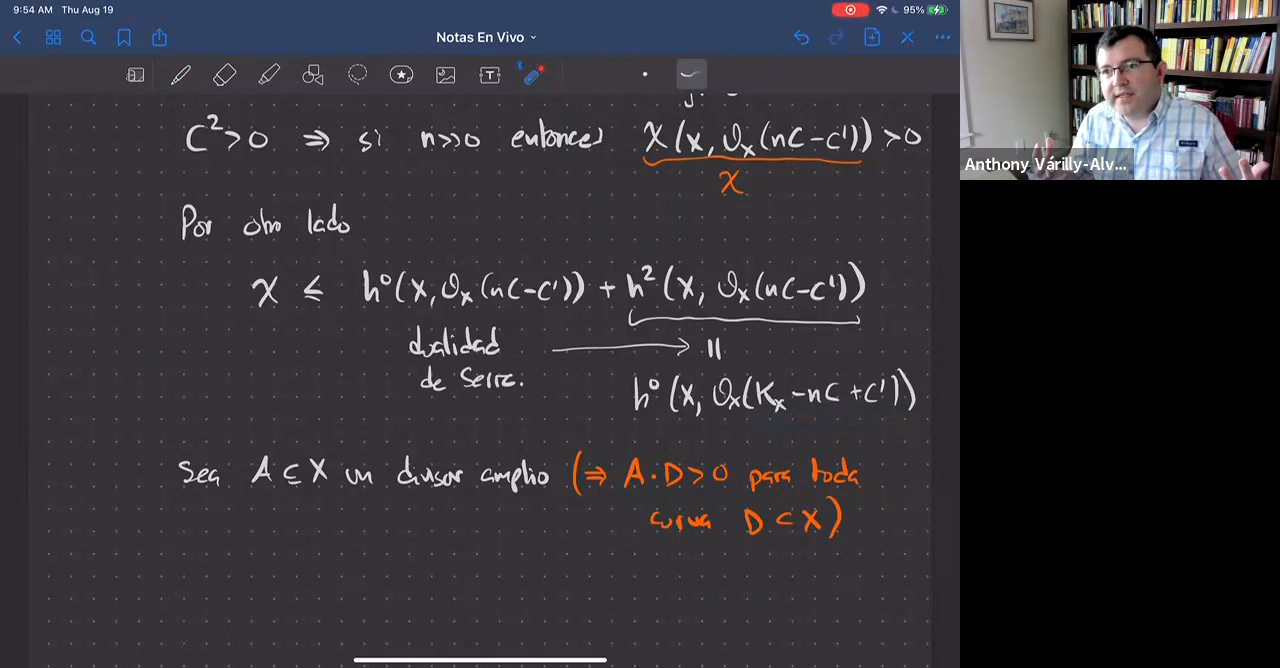 9:54 AM Thu Aug 19
95%
Notas En Vivo
C²>0 ⇒ si n>>0 entonces χ(X, O_X(nC-C'))>0
χ
Por otro lado
χ ≤ h⁰(X, O_X(nC-C')) + h²(X, O_X(nC-C'))
dualidad ⟶ ||
de Serre.
h⁰(X, O_X(K_X-nC+C'))
Sea A⊂X un divisor amplio (⇒ A·D>0 para toda
curva D⊂X)
Anthony Várilly-Alv...